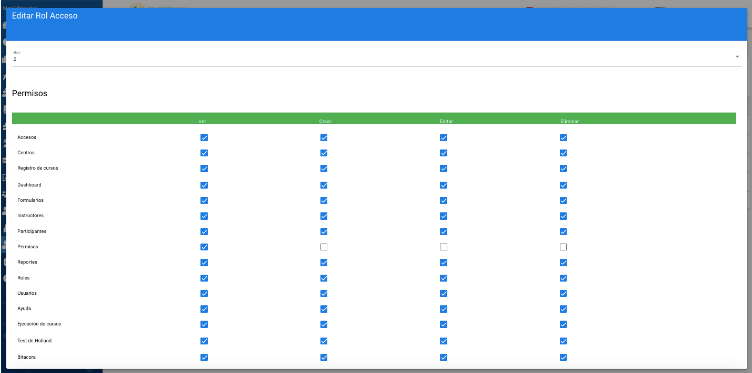 Editar Rol Acceso
Rol
2
Permisos
Ver Crear Editar Eliminar
Accesos
Centros
Registro de cursos
Dashboard
Formularios
Instructores
Participantes
Permisos
Reportes
Roles
Usuarios
Ayuda
Ejecución de cursos
Test de Holland
Bitacora